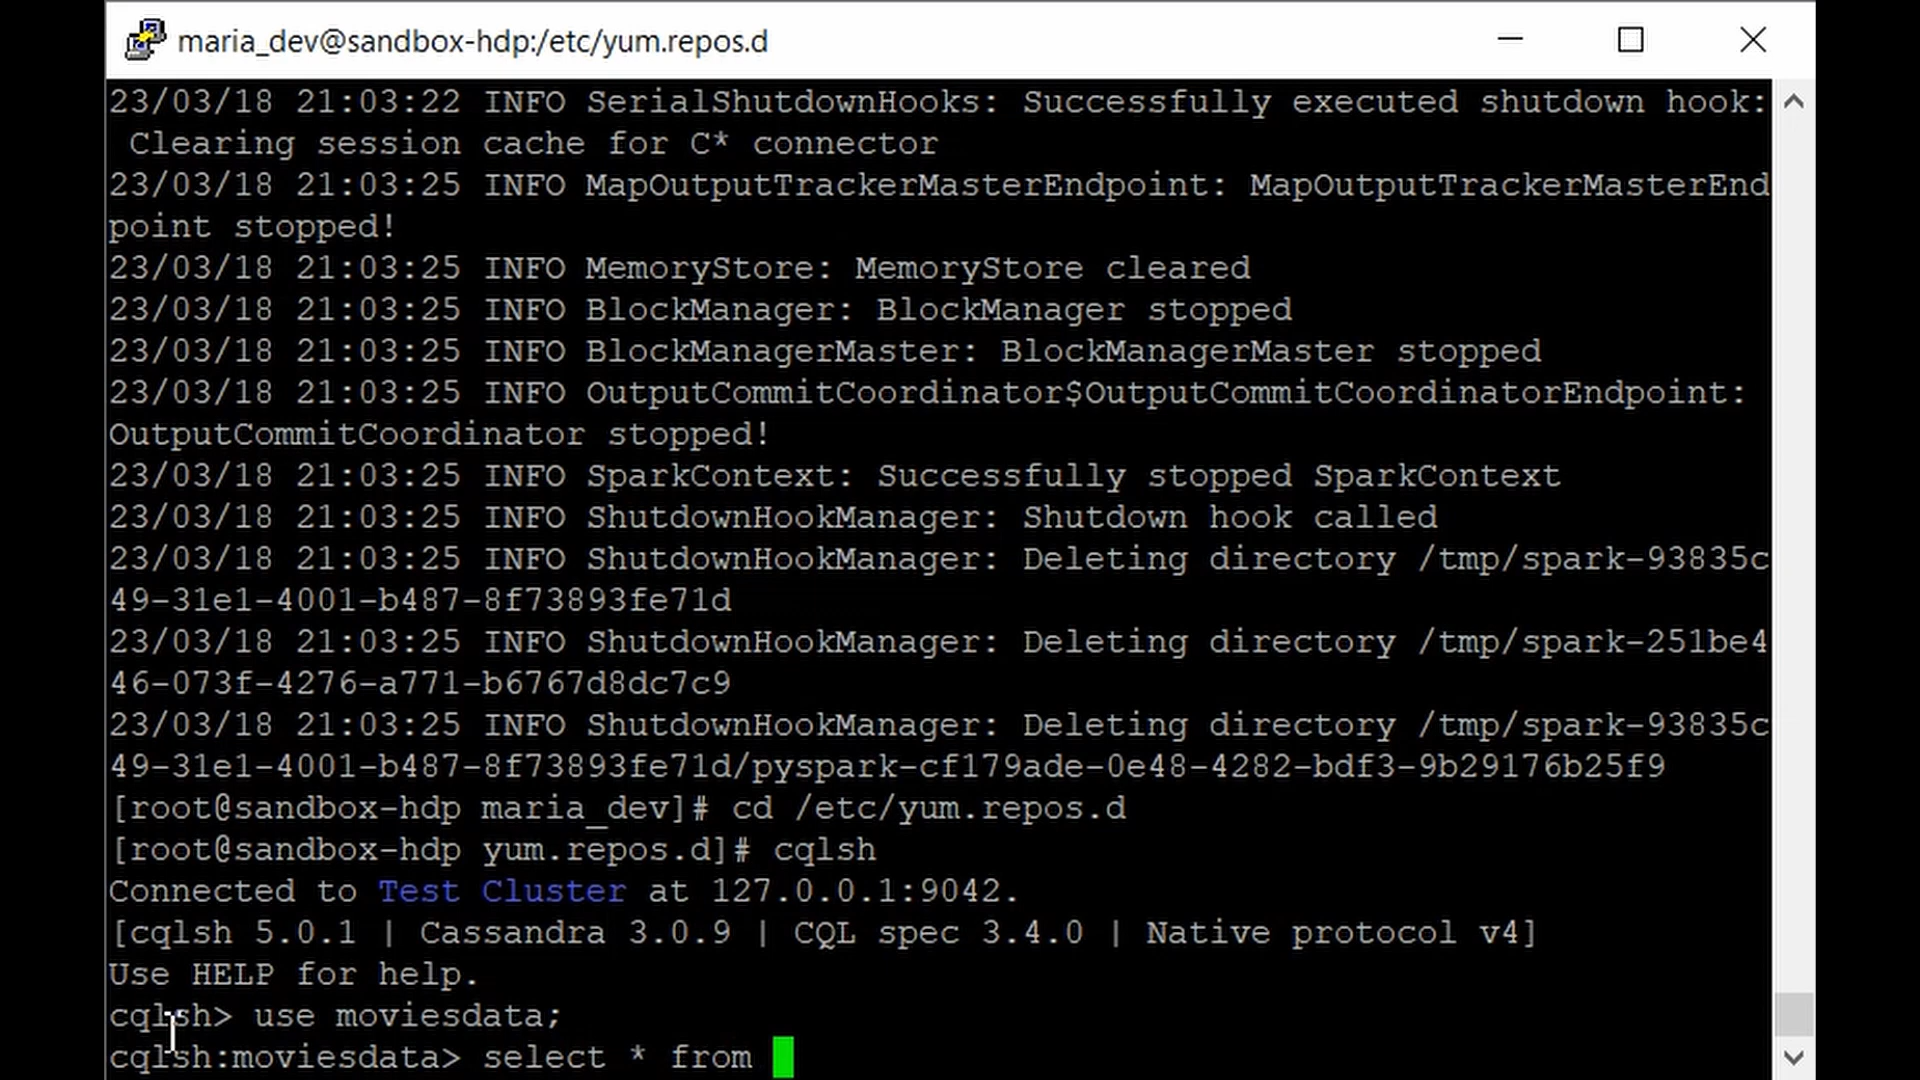 maria_dev@sandbox-hdp:/etc/yum.repos.d
23/03/18 21:03:22 INFO SerialShutdownHooks: Successfully executed shutdown hook:
 Clearing session cache for C* connector
23/03/18 21:03:25 INFO MapOutputTrackerMasterEndpoint: MapOutputTrackerMasterEnd
point stopped!
23/03/18 21:03:25 INFO MemoryStore: MemoryStore cleared
23/03/18 21:03:25 INFO BlockManager: BlockManager stopped
23/03/18 21:03:25 INFO BlockManagerMaster: BlockManagerMaster stopped
23/03/18 21:03:25 INFO OutputCommitCoordinator$OutputCommitCoordinatorEndpoint:
OutputCommitCoordinator stopped!
23/03/18 21:03:25 INFO SparkContext: Successfully stopped SparkContext
23/03/18 21:03:25 INFO ShutdownHookManager: Shutdown hook called
23/03/18 21:03:25 INFO ShutdownHookManager: Deleting directory /tmp/spark-93835c
49-31e1-4001-b487-8f73893fe71d
23/03/18 21:03:25 INFO ShutdownHookManager: Deleting directory /tmp/spark-251be4
46-073f-4276-a771-b6767d8dc7c9
23/03/18 21:03:25 INFO ShutdownHookManager: Deleting directory /tmp/spark-93835c
49-31e1-4001-b487-8f73893fe71d/pyspark-cf179ade-0e48-4282-bdf3-9b29176b25f9
[root@sandbox-hdp maria_dev]# cd /etc/yum.repos.d
[root@sandbox-hdp yum.repos.d]# cqlsh
Connected to Test Cluster at 127.0.0.1:9042.
[cqlsh 5.0.1 | Cassandra 3.0.9 | CQL spec 3.4.0 | Native protocol v4]
Use HELP for help.
cqlsh> use moviesdata;
cqlsh:moviesdata> select * from